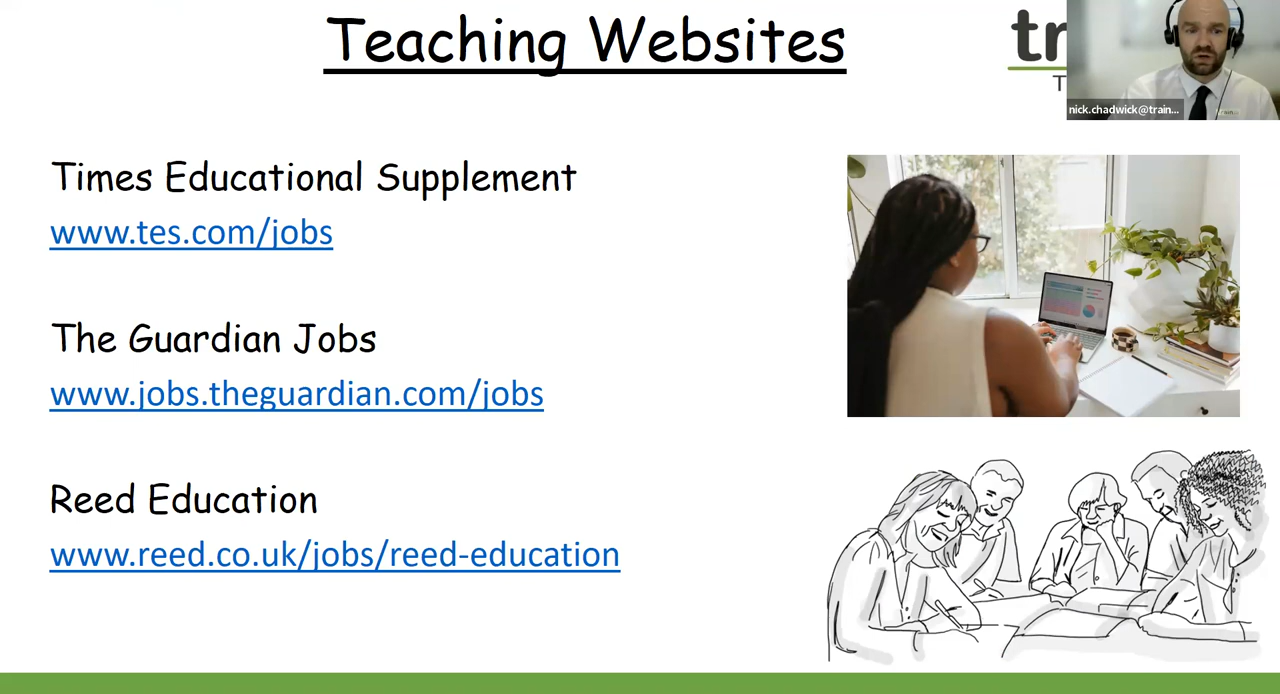 Teaching Websites
tr
T
nick.chadwick@train...
Times Educational Supplement
www.tes.com/jobs
The Guardian Jobs
www.jobs.theguardian.com/jobs
Reed Education
www.reed.co.uk/jobs/reed-education